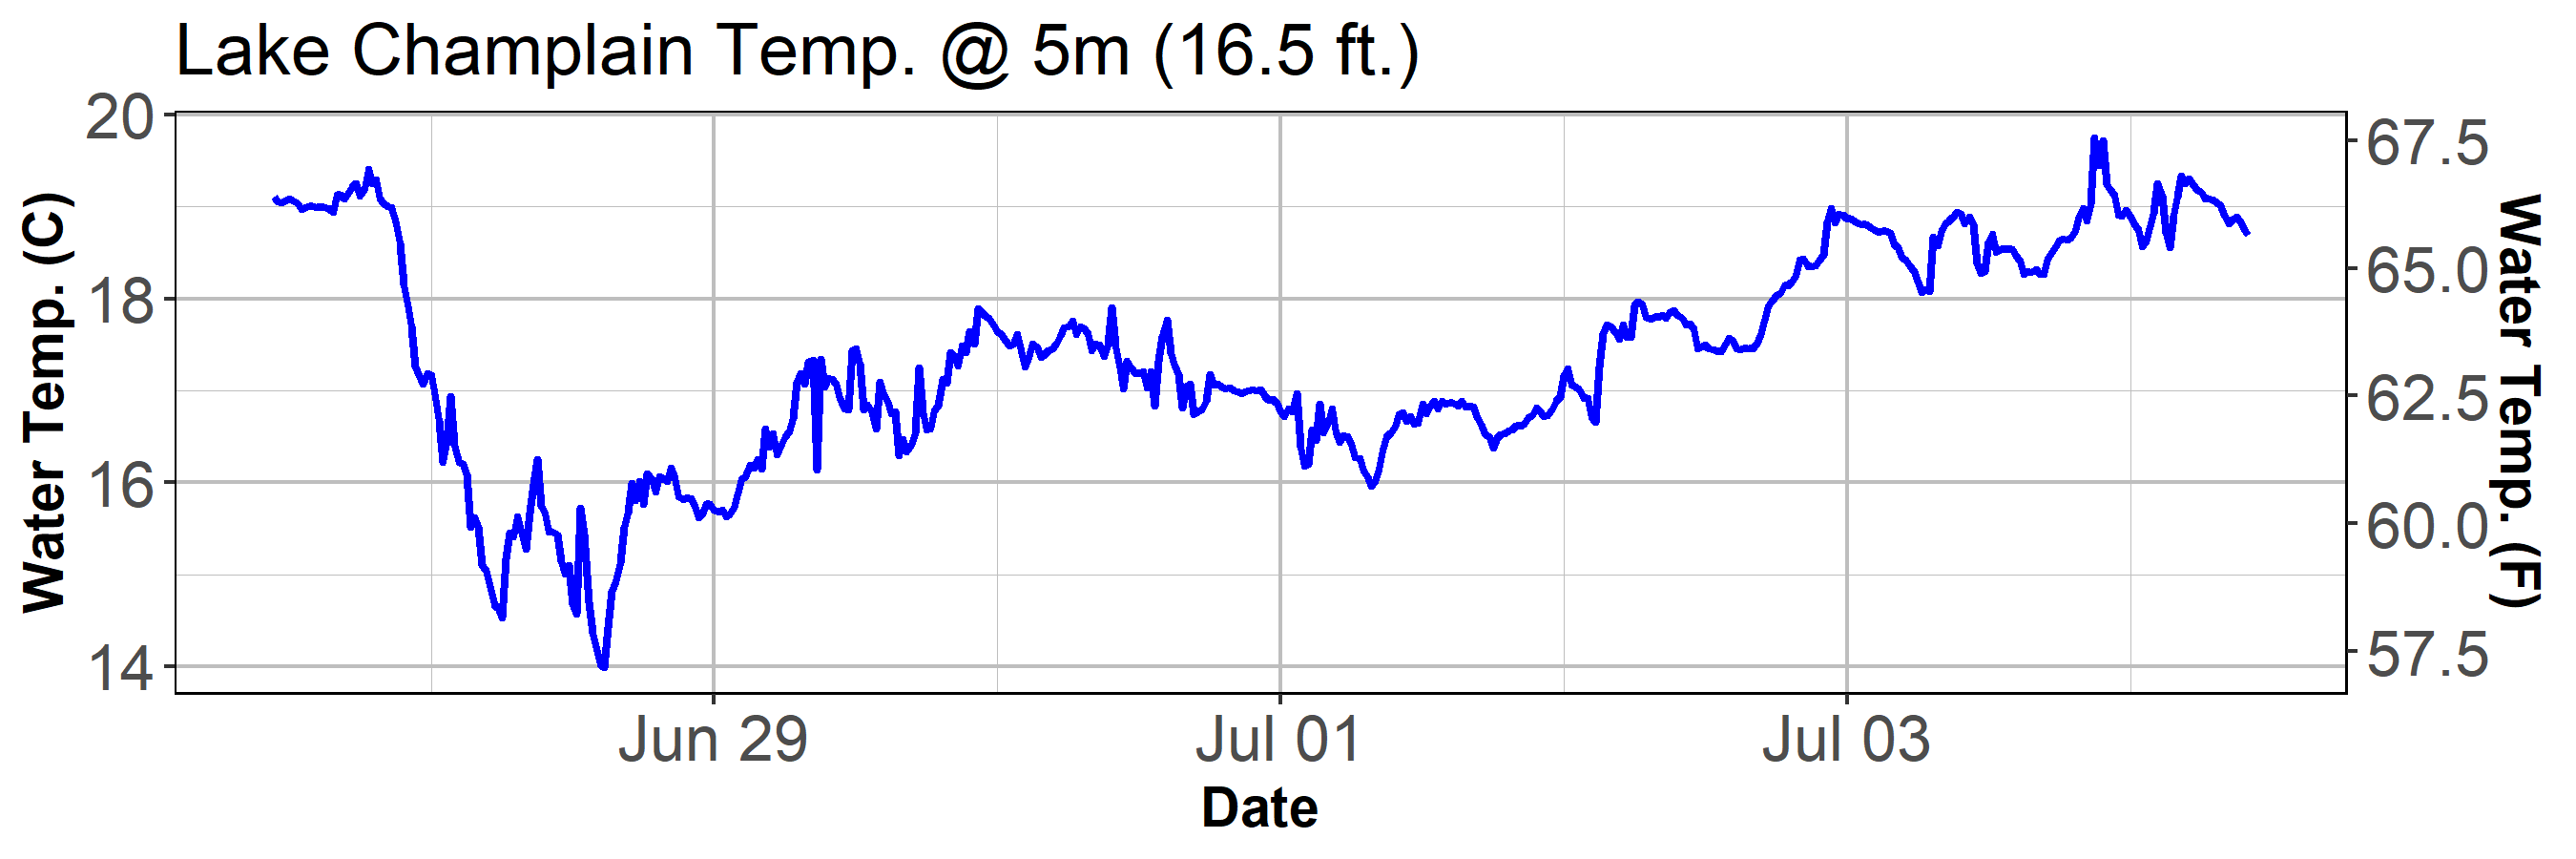 Lake Champlain Temp. @ 5m (16.5 ft.)
Water Temp. (C)
20
18
16
14
67.5
65.0
62.5
60.0
57.5
Water Temp. (F)
Jun 29
Jul 01
Jul 03
Date